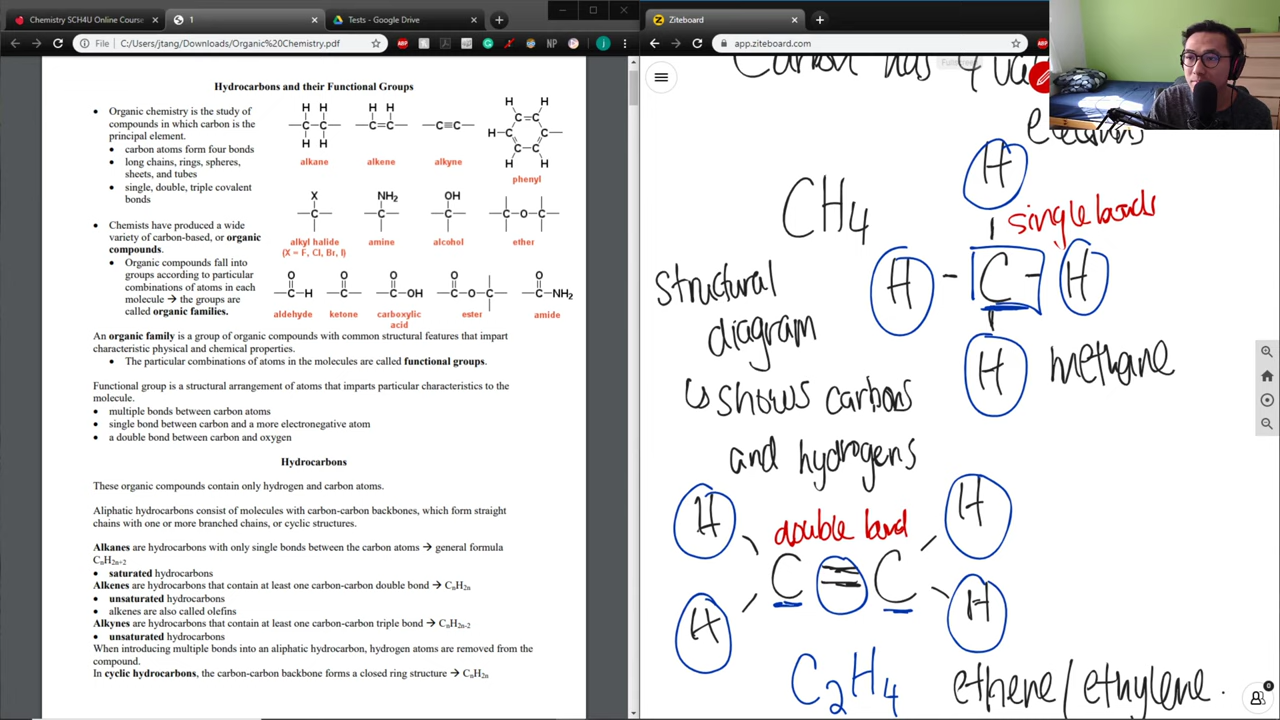 Chemistry SCH4U Online Course
1
Tests - Google Drive
File C:/Users/jtang/Downloads/Organic%20Chemistry.pdf
Hydrocarbons and their Functional Groups
• Organic chemistry is the study of
compounds in which carbon is the
principal element.
• carbon atoms form four bonds
• long chains, rings, spheres,
sheets, and tubes
• single, double, triple covalent
bonds
• Chemists have produced a wide
variety of carbon-based, or organic
compounds.
• Organic compounds fall into
groups according to particular
combinations of atoms in each
molecule → the groups are
called organic families.
H H H H H H
—C—C— C=C —C≡C— H—C C=C C C—C
H H H H
alkane alkene alkyne phenyl
X NH₂ OH
—C— —C— —C— —C—O—C—
alkyl halide amine alcohol ether
(X = F, Cl, Br, I)
O O O O O
—C—H —C— —C—OH —C—O—C— —C—NH₂
aldehyde ketone carboxylic ester amide
acid
An organic family is a group of organic compounds with common structural features that impart
characteristic physical and chemical properties.
• The particular combinations of atoms in the molecules are called functional groups.
Functional group is a structural arrangement of atoms that imparts particular characteristics to the
molecule.
• multiple bonds between carbon atoms
• single bond between carbon and a more electronegative atom
• a double bond between carbon and oxygen
Hydrocarbons
These organic compounds contain only hydrogen and carbon atoms.
Aliphatic hydrocarbons consist of molecules with carbon-carbon backbones, which form straight
chains with one or more branched chains, or cyclic structures.
Alkanes are hydrocarbons with only single bonds between the carbon atoms → general formula
CₙH₂ₙ₊₂
• saturated hydrocarbons
Alkenes are hydrocarbons that contain at least one carbon-carbon double bond → CₙH₂ₙ
• unsaturated hydrocarbons
• alkenes are also called olefins
Alkynes are hydrocarbons that contain at least one carbon-carbon triple bond → CₙH₂ₙ₋₂
• unsaturated hydrocarbons
When introducing multiple bonds into an aliphatic hydrocarbon, hydrogen atoms are removed from the
compound.
In cyclic hydrocarbons, the carbon-carbon backbone forms a closed ring structure → CₙH₂ₙ
Ziteboard
app.ziteboard.com
Carbon has 4
electrons
H
CH₄ single bonds
H - C - H
H methane
structural
diagram
↳ shows carbons
and hydrogens
H double bond H
C = C
H H
C₂H₄ ethene/ethylene.